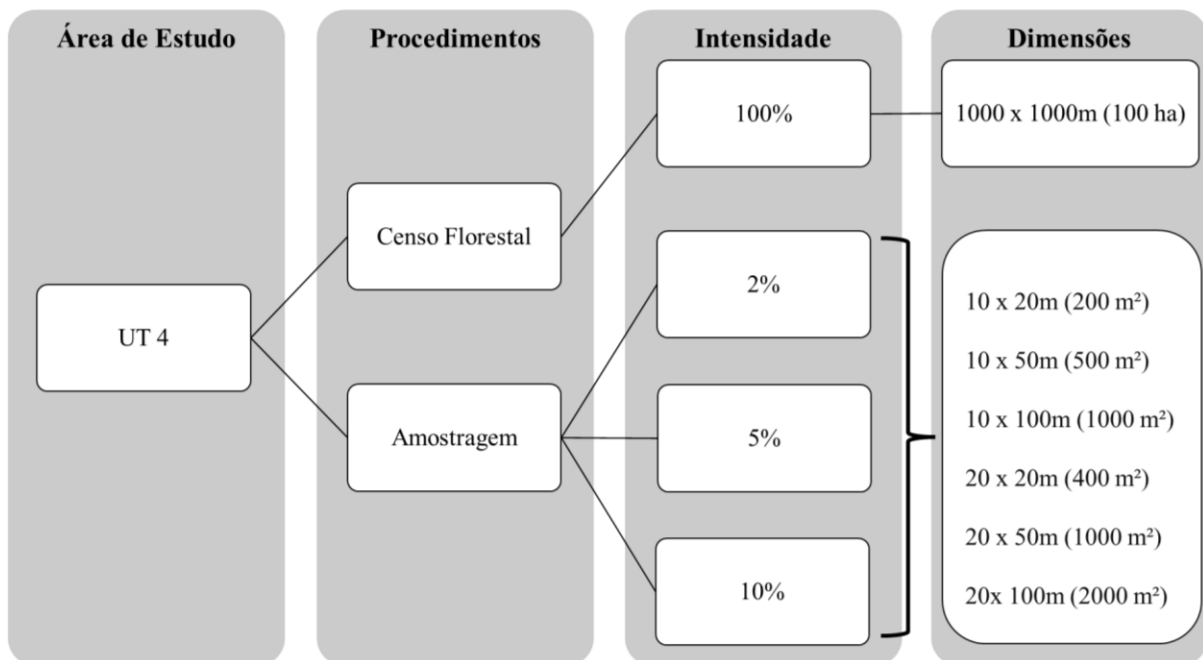 Área de Estudo
Procedimentos
Intensidade
Dimensões
UT 4
Censo Florestal
Amostragem
100%
2%
5%
10%
1000 x 1000m (100 ha)
10 x 20m (200 m²)
10 x 50m (500 m²)
10 x 100m (1000 m²)
20 x 20m (400 m²)
20 x 50m (1000 m²)
20x 100m (2000 m²)